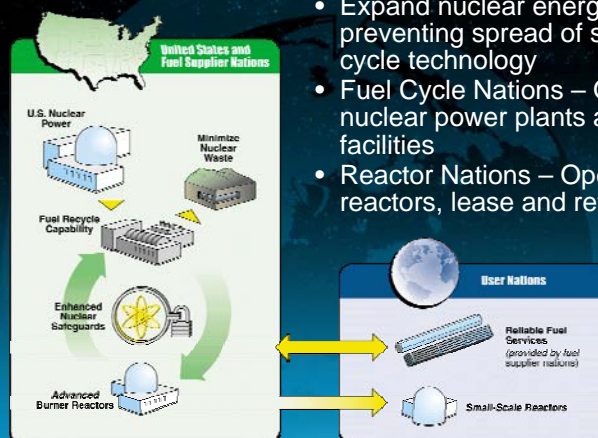 • Expand nuclear energ
preventing spread of s
cycle technology
• Fuel Cycle Nations – 
nuclear power plants a
facilities
• Reactor Nations – Ope
reactors, lease and re
United States and
Fuel Supplier Nations
U.S. Nuclear
Power
Minimize
Nuclear
Waste
Fuel Recycle
Capability
Enhanced
Nuclear
Safeguards
Advanced
Burner Reactors
User Nations
Reliable Fuel
Services
(provided by fuel
supplier nations)
Small-Scale Reactors